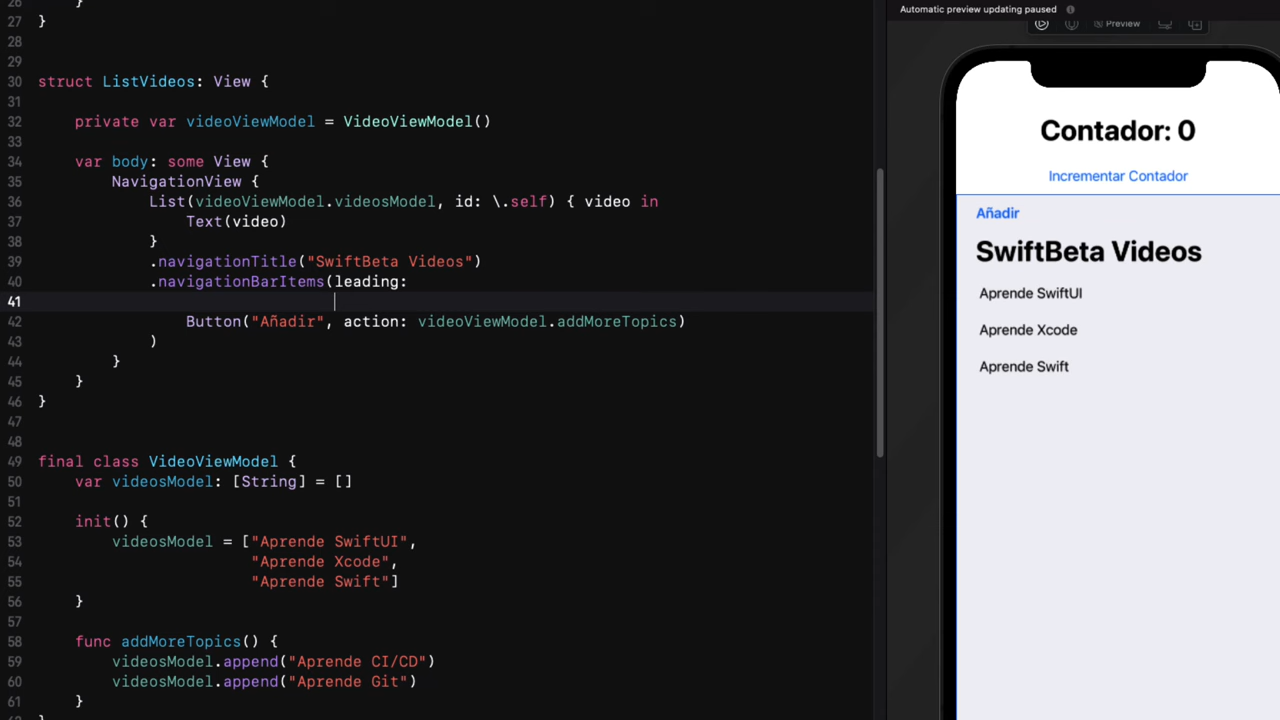 26
}
27 }
28
29
30 struct ListVideos: View {
31
32 private var videoViewModel = VideoViewModel()
33
34 var body: some View {
35 NavigationView {
36 List(videoViewModel.videosModel, id: \.self) { video in
37 Text(video)
38 }
39 .navigationTitle("SwiftBeta Videos")
40 .navigationBarItems(leading:
41
42 Button("Añadir", action: videoViewModel.addMoreTopics)
43 )
44 }
45 }
46 }
47
48
49 final class VideoViewModel {
50 var videosModel: [String] = []
51
52 init() {
53 videosModel = ["Aprende SwiftUI",
54 "Aprende Xcode",
55 "Aprende Swift"]
56 }
57
58 func addMoreTopics() {
59 videosModel.append("Aprende CI/CD")
60 videosModel.append("Aprende Git")
61 }
Automatic preview updating paused
Preview
Contador: 0
Incrementar Contador
Añadir
SwiftBeta Videos
Aprende SwiftUI
Aprende Xcode
Aprende Swift